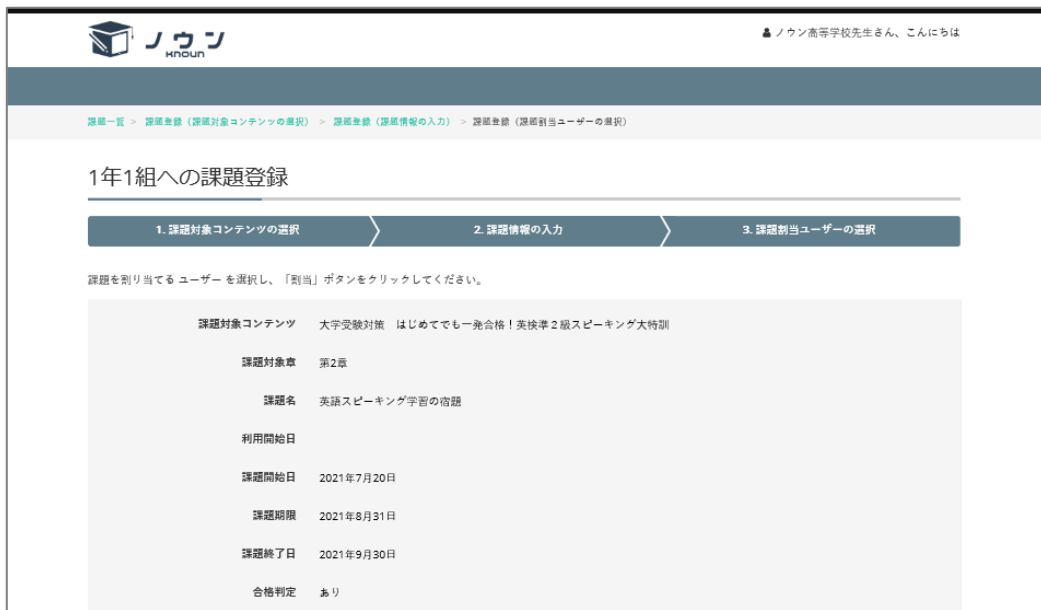 ノウン
KNOUN
ノウン高等学校先生さん、こんにちは
課題一覧 > 課題登録（課題対象コンテンツの選択） > 課題登録（課題情報の入力） > 課題登録（課題割当ユーザーの選択）
1年1組への課題登録
1. 課題対象コンテンツの選択 2. 課題情報の入力 3. 課題割当ユーザーの選択
課題を割り当てる ユーザー を選択し、「割当」ボタンをクリックしてください。
課題対象コンテンツ 大学受験対策　はじめてでも一発合格！英検準２級スピーキング大特訓
課題対象章 第2章
課題名 英語スピーキング学習の宿題
利用開始日
課題開始日 2021年7月20日
課題期限 2021年8月31日
課題終了日 2021年9月30日
合格判定 あり